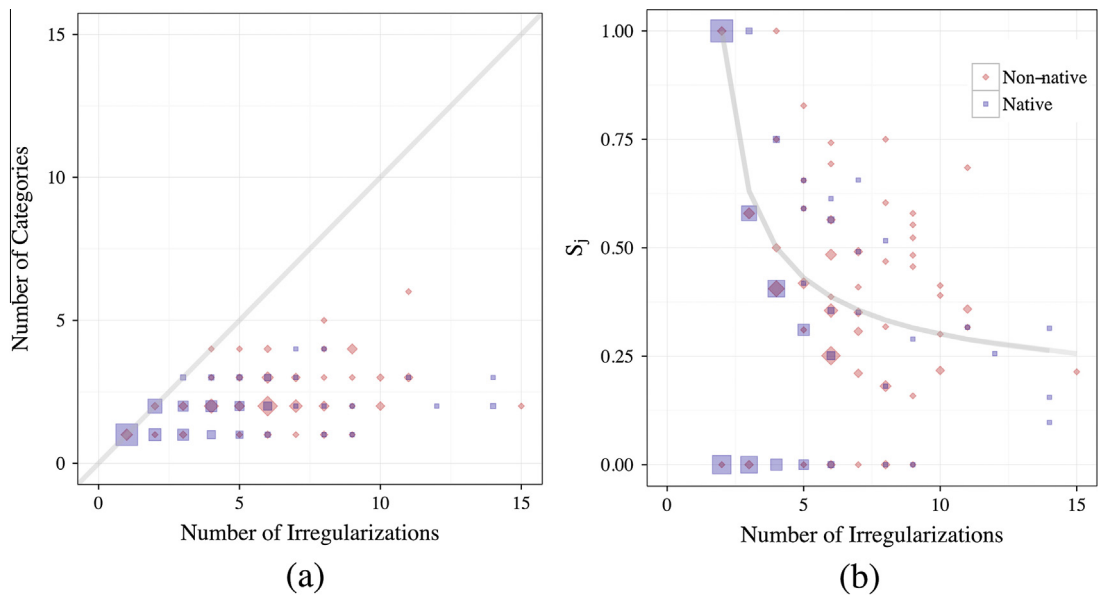 15
10
5
0
Number of Categories
0 5 10 15
Number of Irregularizations
(a)
1.00
0.75
0.50
0.25
0.00
Sj
Non-native
Native
0 5 10 15
Number of Irregularizations
(b)